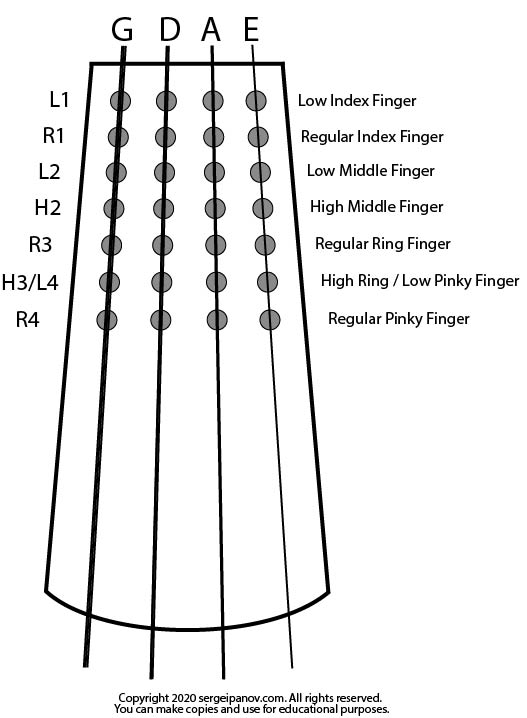 G D A E
L1 Low Index Finger
R1 Regular Index Finger
L2 Low Middle Finger
H2 High Middle Finger
R3 Regular Ring Finger
H3/L4 High Ring / Low Pinky Finger
R4 Regular Pinky Finger
Copyright 2020 sergeipanov.com. All rights reserved.
You can make copies and use for educational purposes.